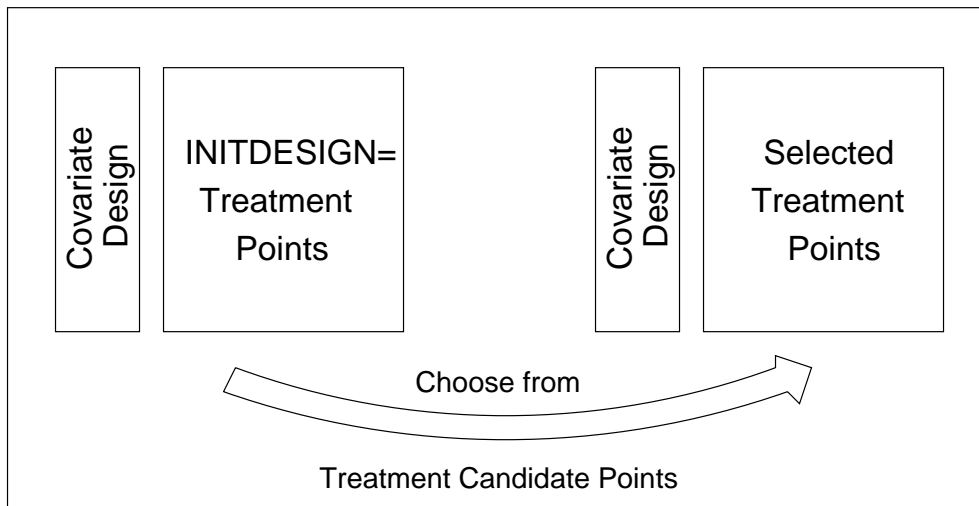 Covariate
Design
INITDESIGN=
Treatment
Points
Covariate
Design
Selected
Treatment
Points
Choose from
Treatment Candidate Points